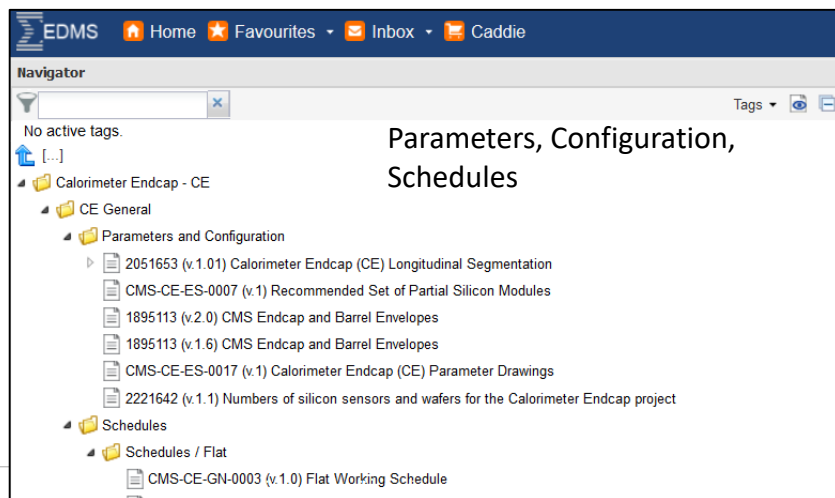 EDMS Home Favourites Inbox Caddie
Navigator
Tags
No active tags.
[...]
Parameters, Configuration,
Schedules
Calorimeter Endcap - CE
CE General
Parameters and Configuration
2051653 (v.1.01) Calorimeter Endcap (CE) Longitudinal Segmentation
CMS-CE-ES-0007 (v.1) Recommended Set of Partial Silicon Modules
1895113 (v.2.0) CMS Endcap and Barrel Envelopes
1895113 (v.1.6) CMS Endcap and Barrel Envelopes
CMS-CE-ES-0017 (v.1) Calorimeter Endcap (CE) Parameter Drawings
2221642 (v.1.1) Numbers of silicon sensors and wafers for the Calorimeter Endcap project
Schedules
Schedules / Flat
CMS-CE-GN-0003 (v.1.0) Flat Working Schedule